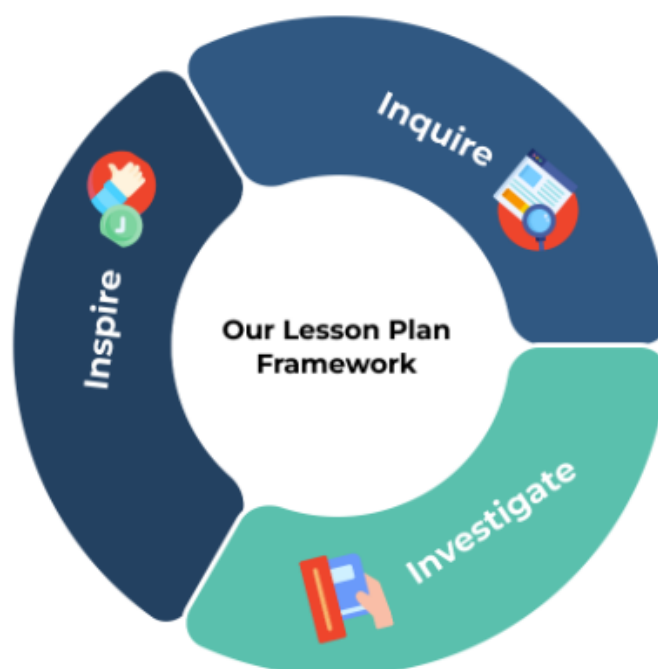 Inquire
Inspire
Our Lesson Plan
Framework
Investigate